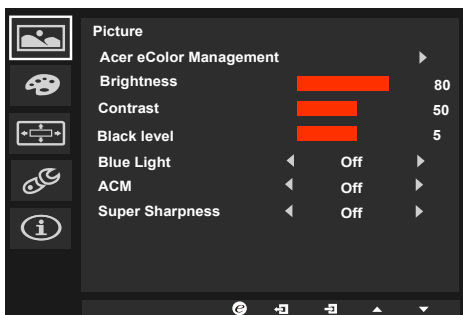 Picture
Acer eColor Management
Brightness 80
Contrast 50
Black level 5
Blue Light Off
ACM Off
Super Sharpness Off